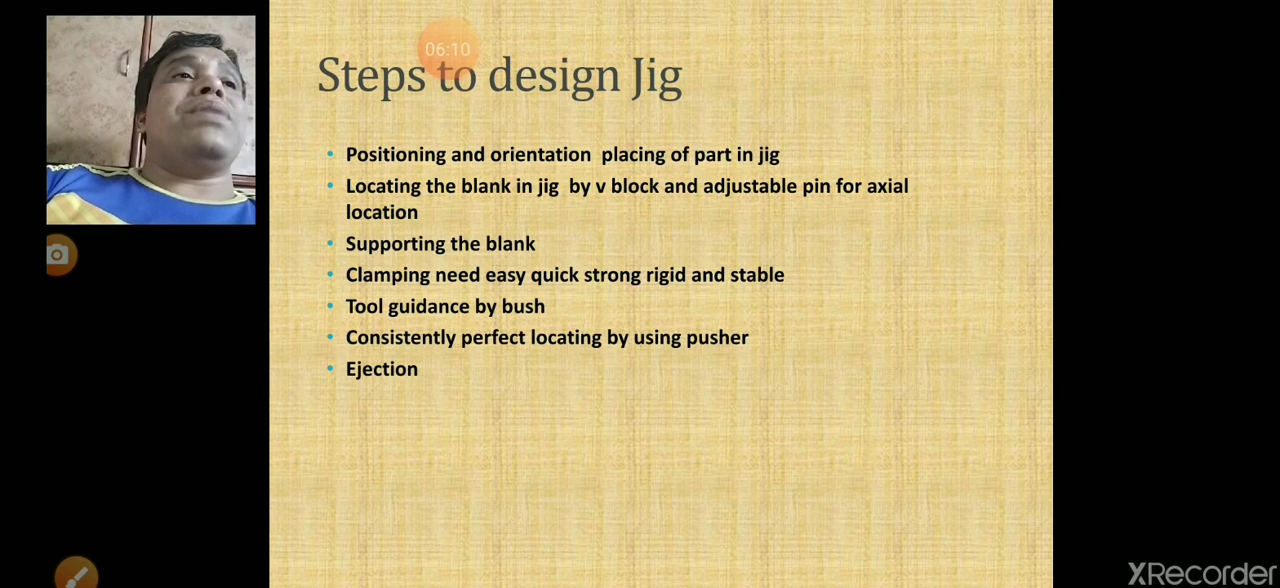 06:10
Steps to design Jig
• Positioning and orientation placing of part in jig
• Locating the blank in jig by v block and adjustable pin for axial
location
• Supporting the blank
• Clamping need easy quick strong rigid and stable
• Tool guidance by bush
• Consistently perfect locating by using pusher
• Ejection
XRecorder